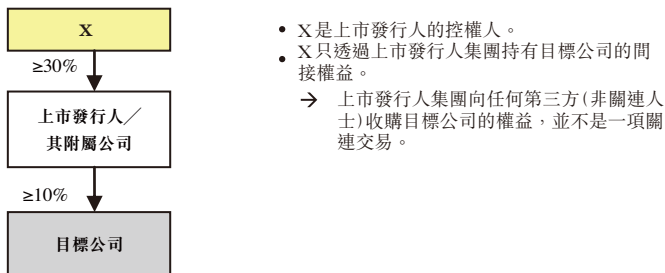 X
≥30%
上市發行人／
其附屬公司
≥10%
目標公司
• X是上市發行人的控權人。
• X只透過上市發行人集團持有目標公司的間
接權益。
→ 上市發行人集團向任何第三方(非關連人
士)收購目標公司的權益，並不是一項關
連交易。